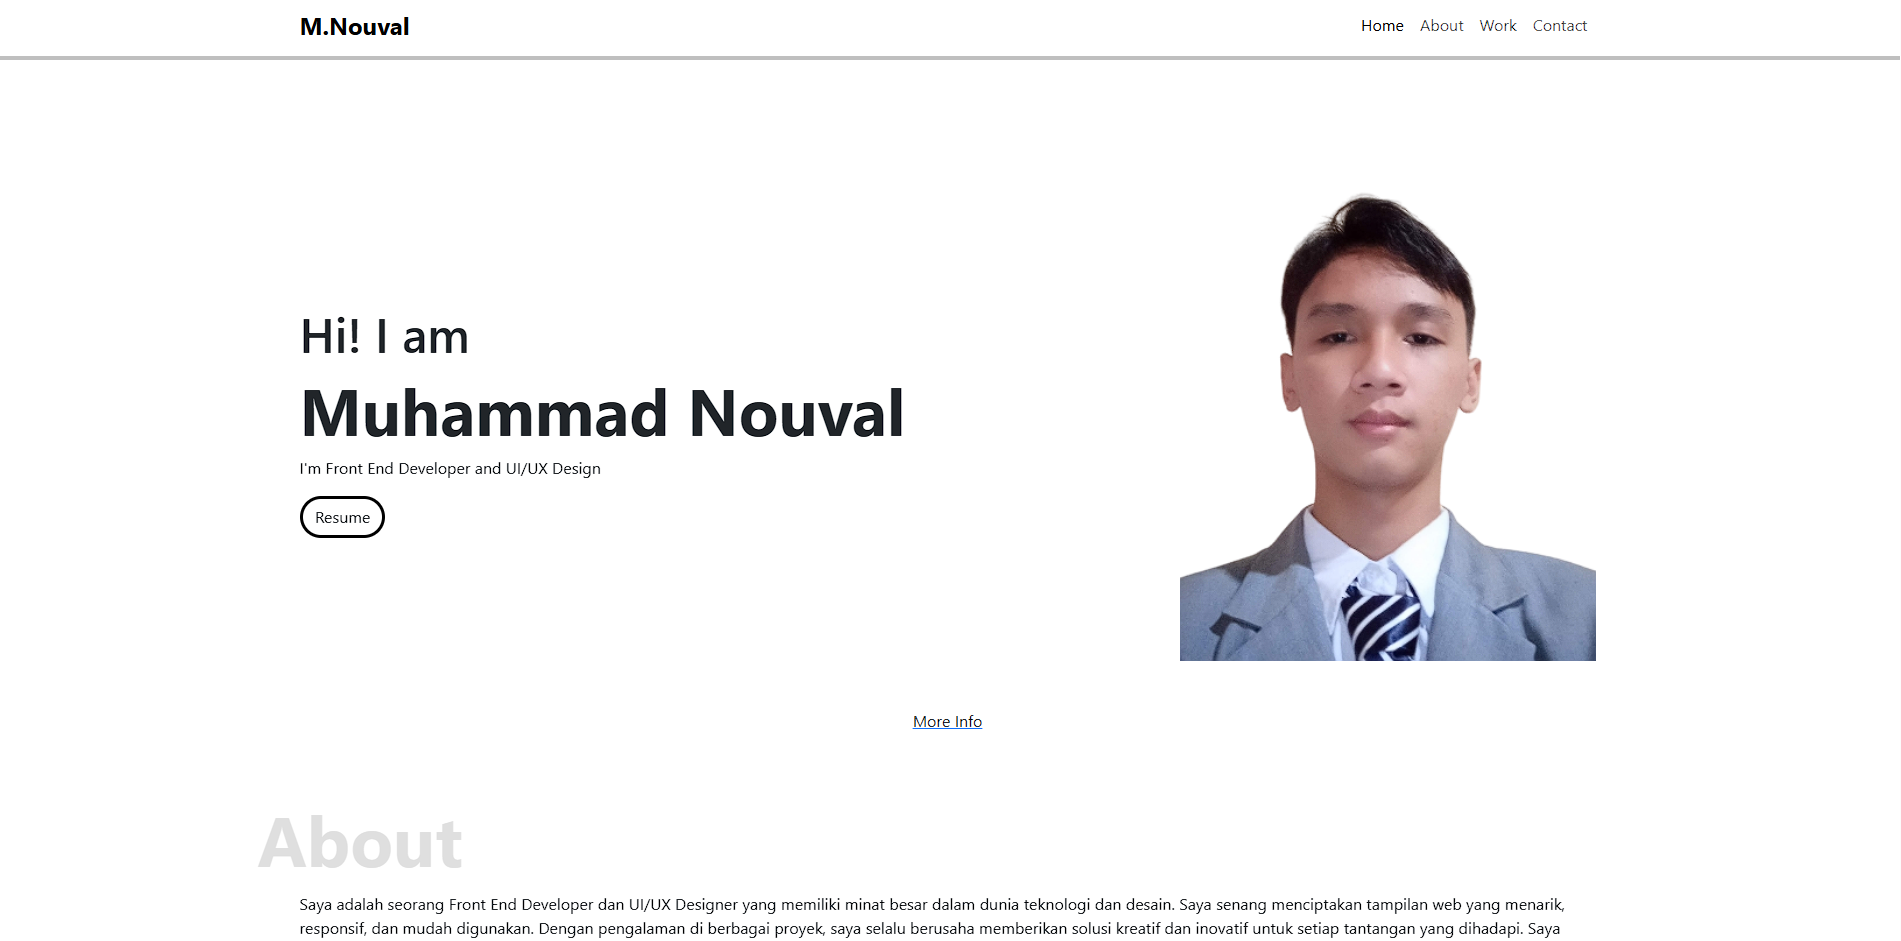 M.Nouval
Home About Work Contact
Hi! I am
Muhammad Nouval
I'm Front End Developer and UI/UX Design
Resume
More Info
About
Saya adalah seorang Front End Developer dan UI/UX Designer yang memiliki minat besar dalam dunia teknologi dan desain. Saya senang menciptakan tampilan web yang menarik,
responsif, dan mudah digunakan. Dengan pengalaman di berbagai proyek, saya selalu berusaha memberikan solusi kreatif dan inovatif untuk setiap tantangan yang dihadapi. Saya